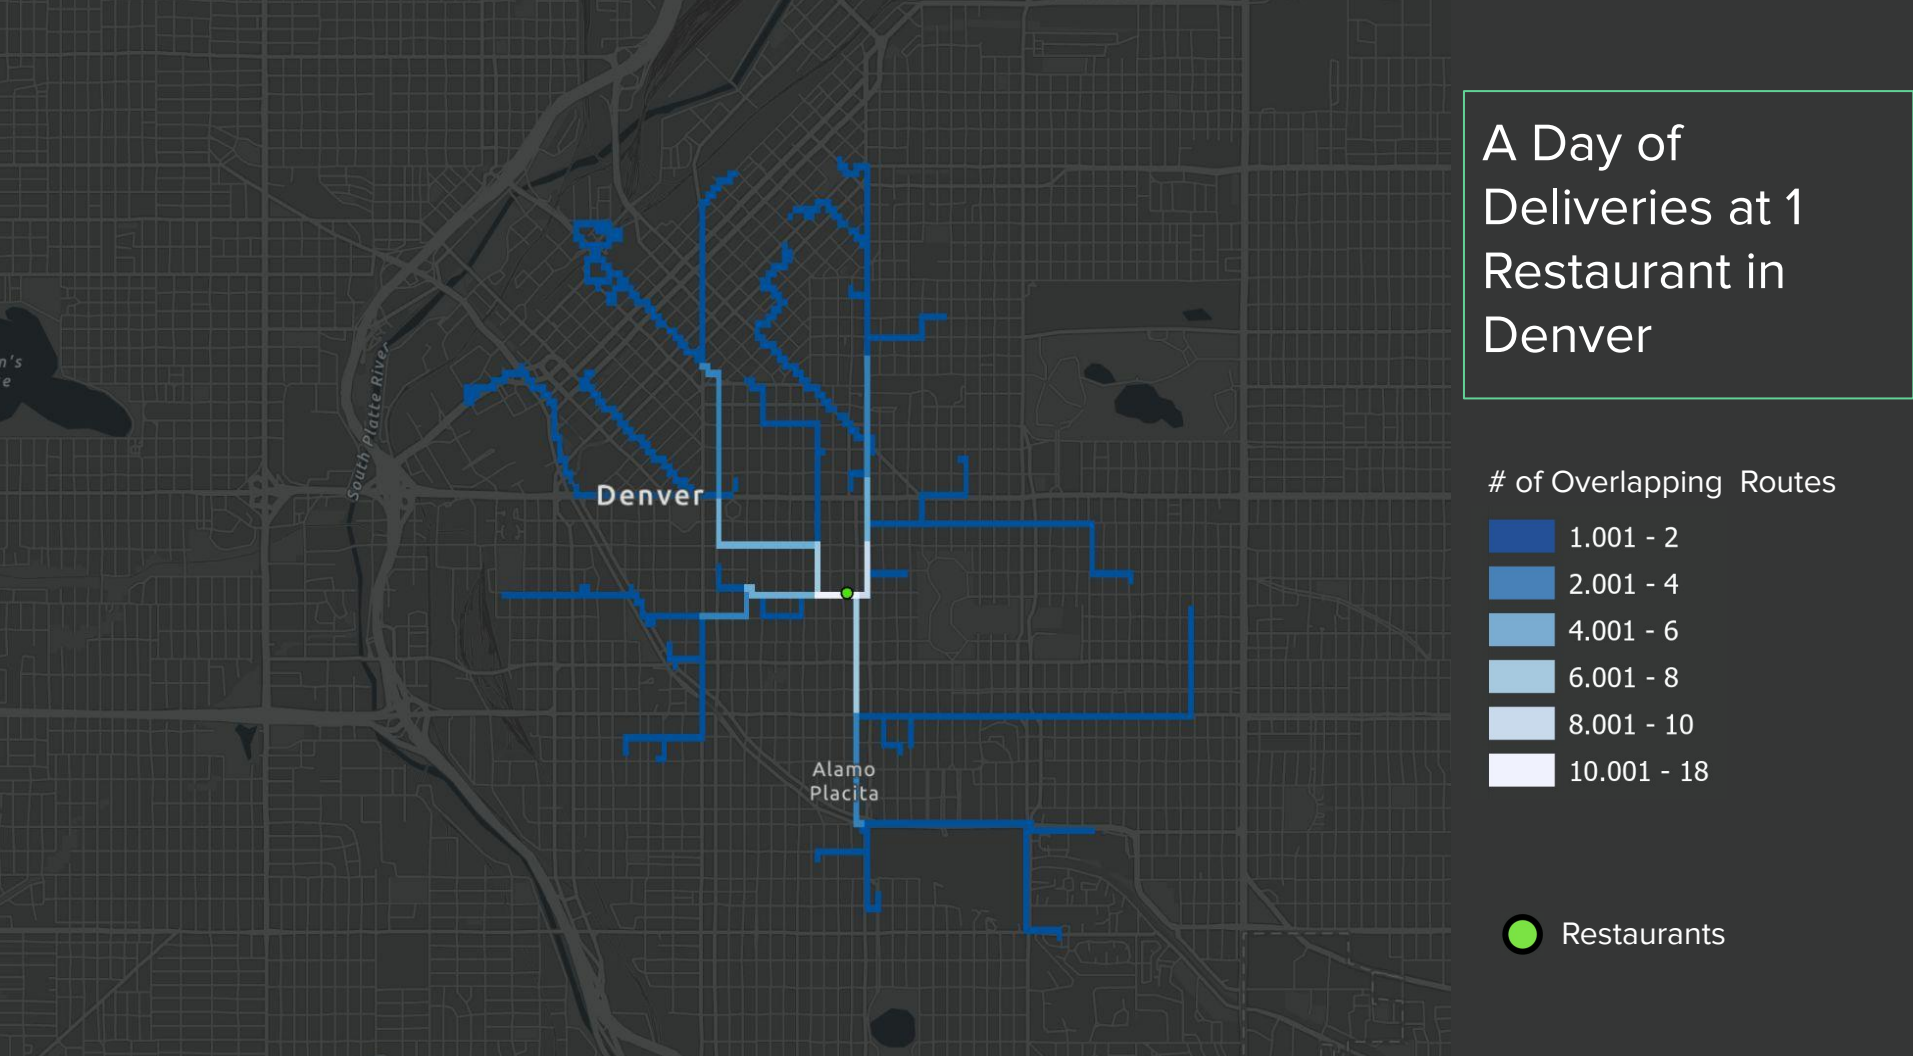 A Day of
Deliveries at 1
Restaurant in
Denver
n's
e
South Platte River
Denver
Alamo
Placita
# of Overlapping Routes
1.001 - 2
2.001 - 4
4.001 - 6
6.001 - 8
8.001 - 10
10.001 - 18
Restaurants